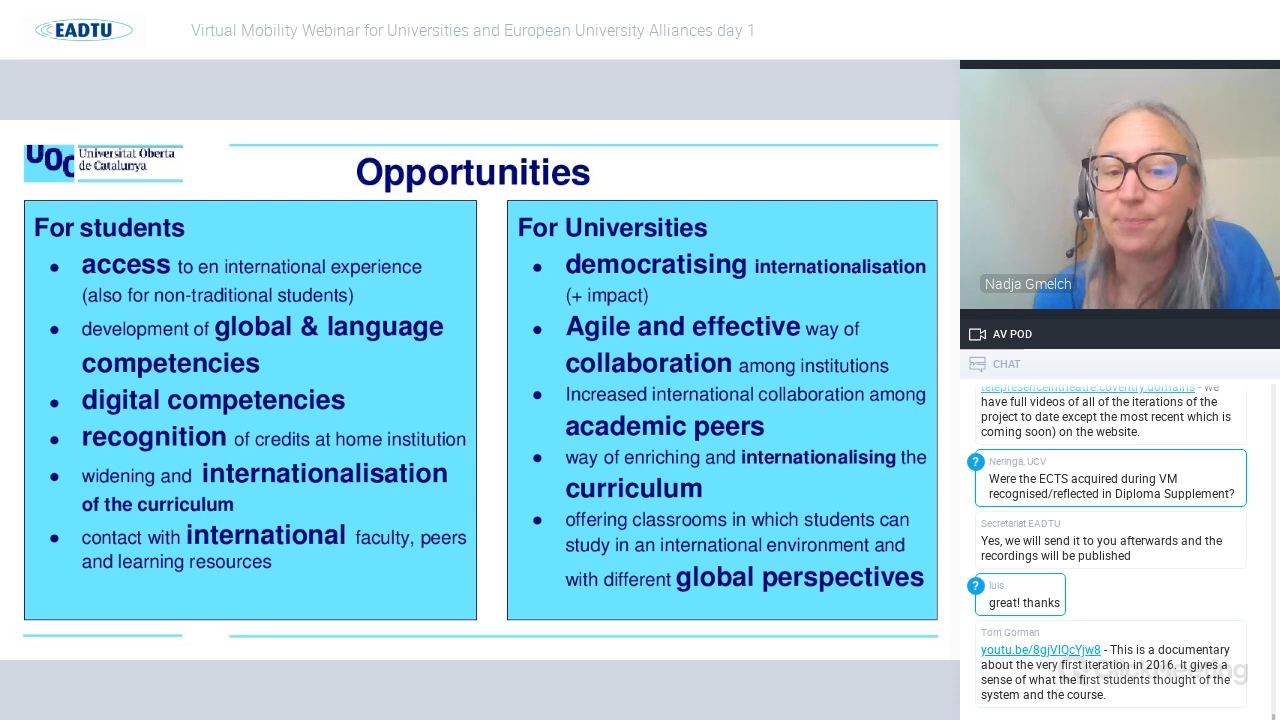 EADTU
Virtual Mobility Webinar for Universities and European University Alliances day 1
UOC
Universitat Oberta
de Catalunya
Opportunities
For students
● access to en international experience
(also for non-traditional students)
● development of global & language
competencies
● digital competencies
● recognition of credits at home institution
● widening and internationalisation
of the curriculum
● contact with international faculty, peers
and learning resources
For Universities
● democratising internationalisation
(+ impact)
● Agile and effective way of
collaboration among institutions
● Increased international collaboration among
academic peers
● way of enriching and internationalising the
curriculum
● offering classrooms in which students can
study in an international environment and
with different global perspectives
Nadja Gmelch
AV POD
CHAT
telepresenceintheatre.coventry.domains - we
have full videos of all of the iterations of the
project to date except the most recent which is
coming soon) on the website.
?
Neringa, UCV
Were the ECTS acquired during VM
recognised/reflected in Diploma Supplement?
Secretariat EADTU
Yes, we will send it to you afterwards and the
recordings will be published
?
luis
great! thanks
Tom Gorman
youtu.be/8gjVlQcYjw8 - This is a documentary
about the very first iteration in 2016. It gives a
sense of what the first students thought of the
system and the course.
ClickMeeting